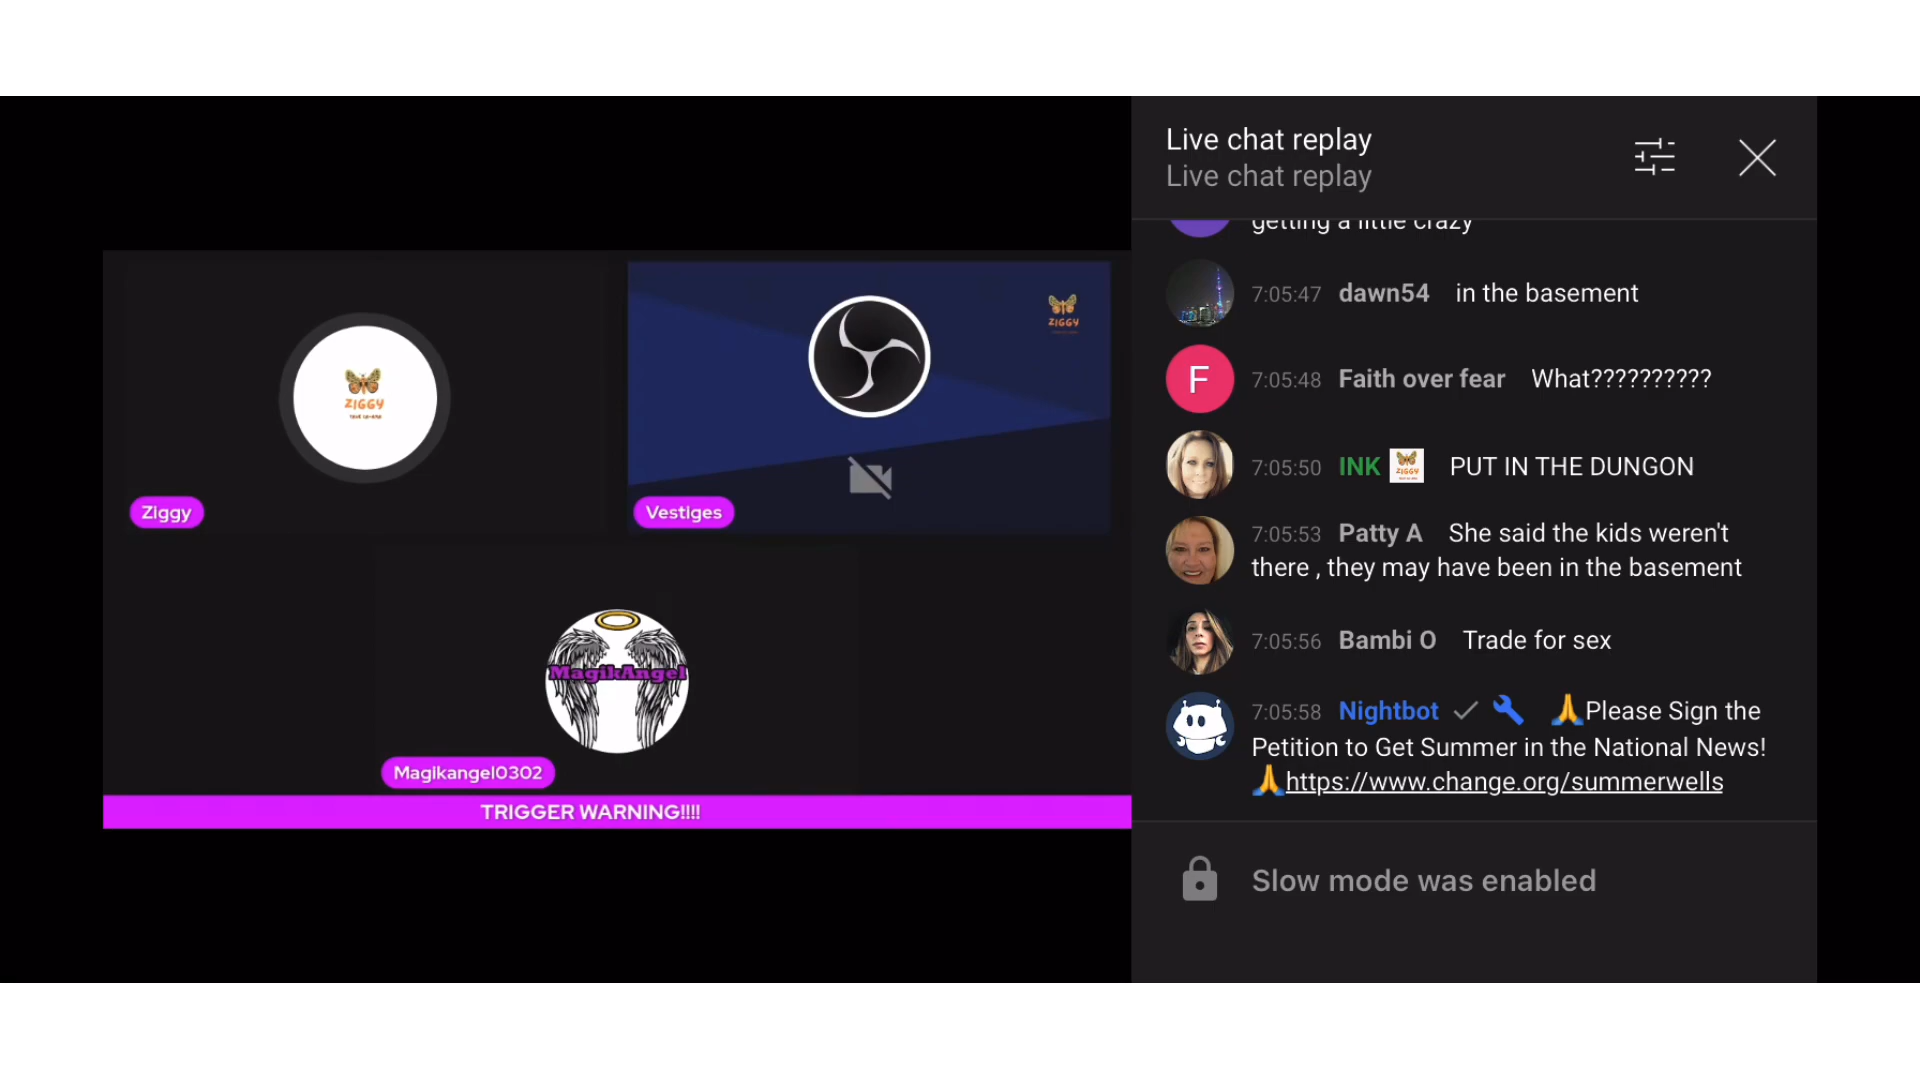 Live chat replay
Live chat replay
getting a little crazy
7:05:47 dawn54 in the basement
F 7:05:48 Faith over fear What??????????
7:05:50 INK PUT IN THE DUNGON
7:05:53 Patty A She said the kids weren't
there , they may have been in the basement
7:05:56 Bambi O Trade for sex
7:05:58 Nightbot 🙏Please Sign the
Petition to Get Summer in the National News!
🙏https://www.change.org/summerwells
Slow mode was enabled
ZIGGY
Ziggy
ZIGGY
Vestiges
MagikAngel
Magikangel0302
TRIGGER WARNING!!!!